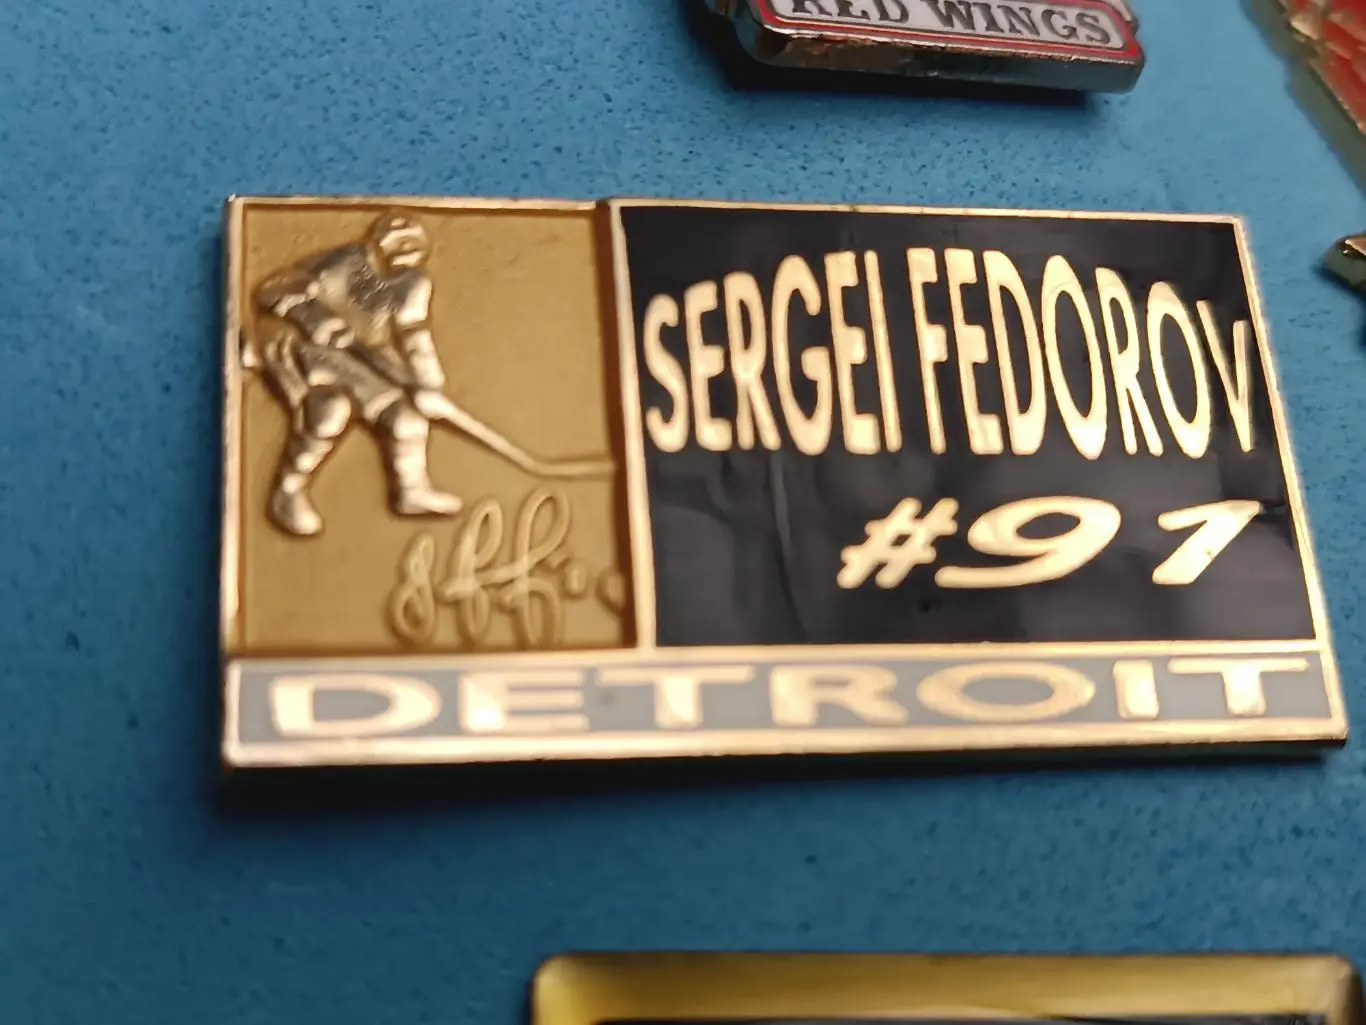 RED WINGS
SERGEI FEDOROV
#91
DETROIT